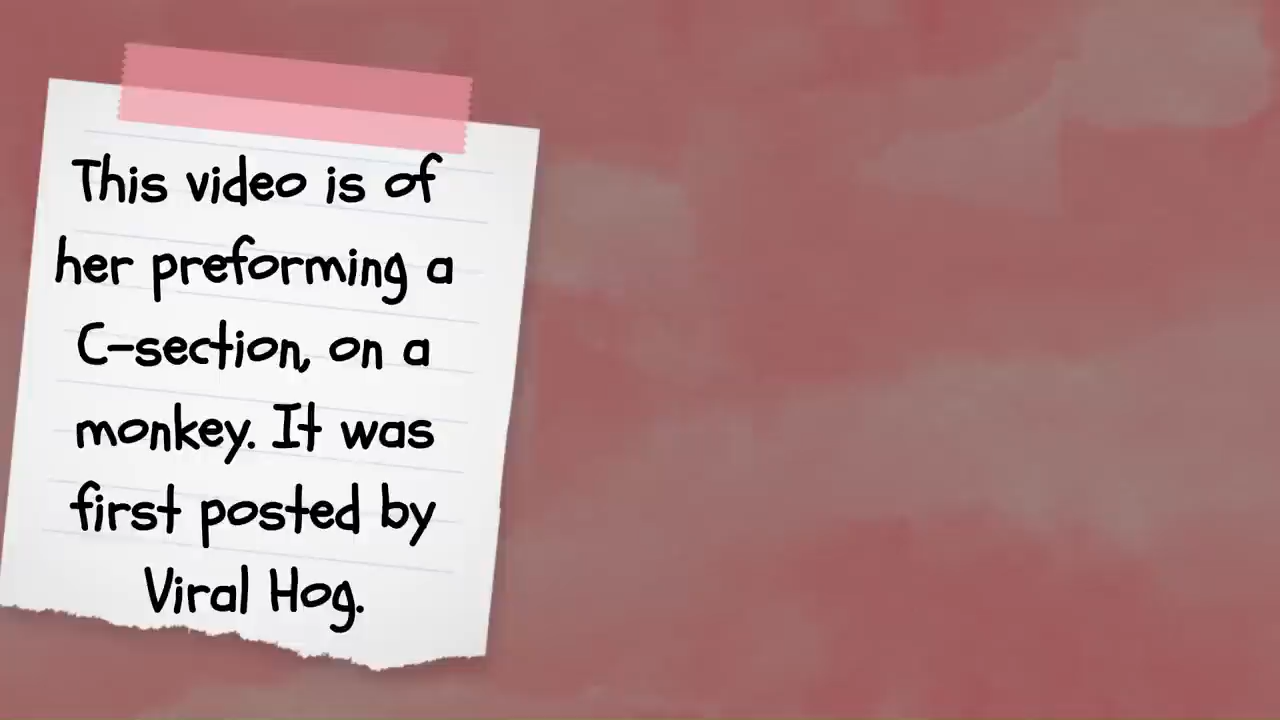 This video is of
her preforming a
C-section, on a
monkey. It was
first posted by
Viral Hog.